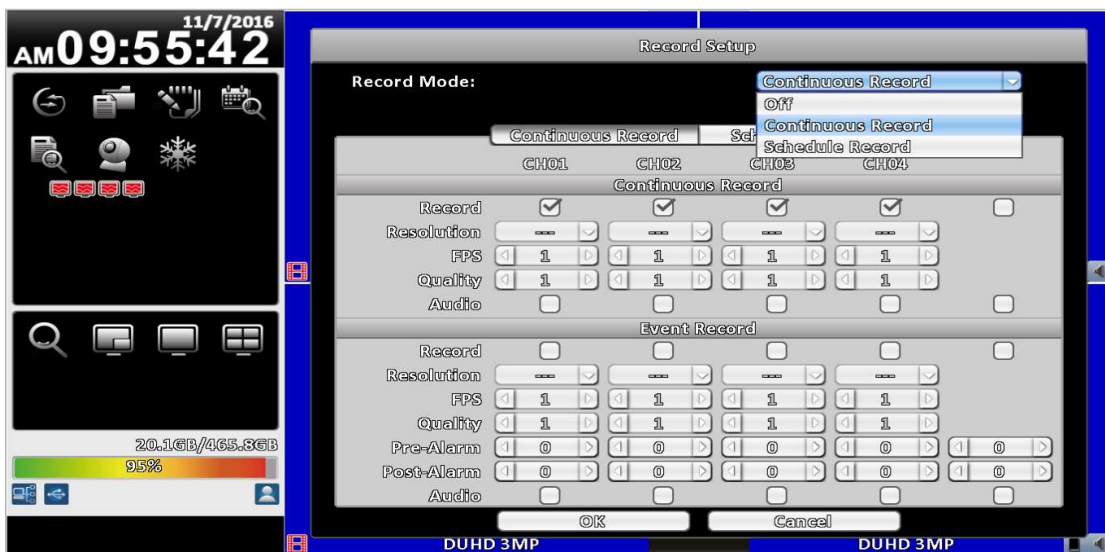 11/7/2016
AM09:55:42
20.1GB/465.8GB
95%
Record Setup
Record Mode: Continuous Record
Off
Continuous Record
Schedule Record
Continuous Record Sch
CH01 CH02 CH03 CH04
Continuous Record
Record
Resolution --- --- --- ---
FPS 1 1 1 1
Quality 1 1 1 1
Audio
Event Record
Record
Resolution --- --- --- ---
FPS 1 1 1 1
Quality 1 1 1 1
Pre-Alarm 0 0 0 0 0
Post-Alarm 0 0 0 0 0
Audio
OK Cancel
DUHD 3MP DUHD 3MP